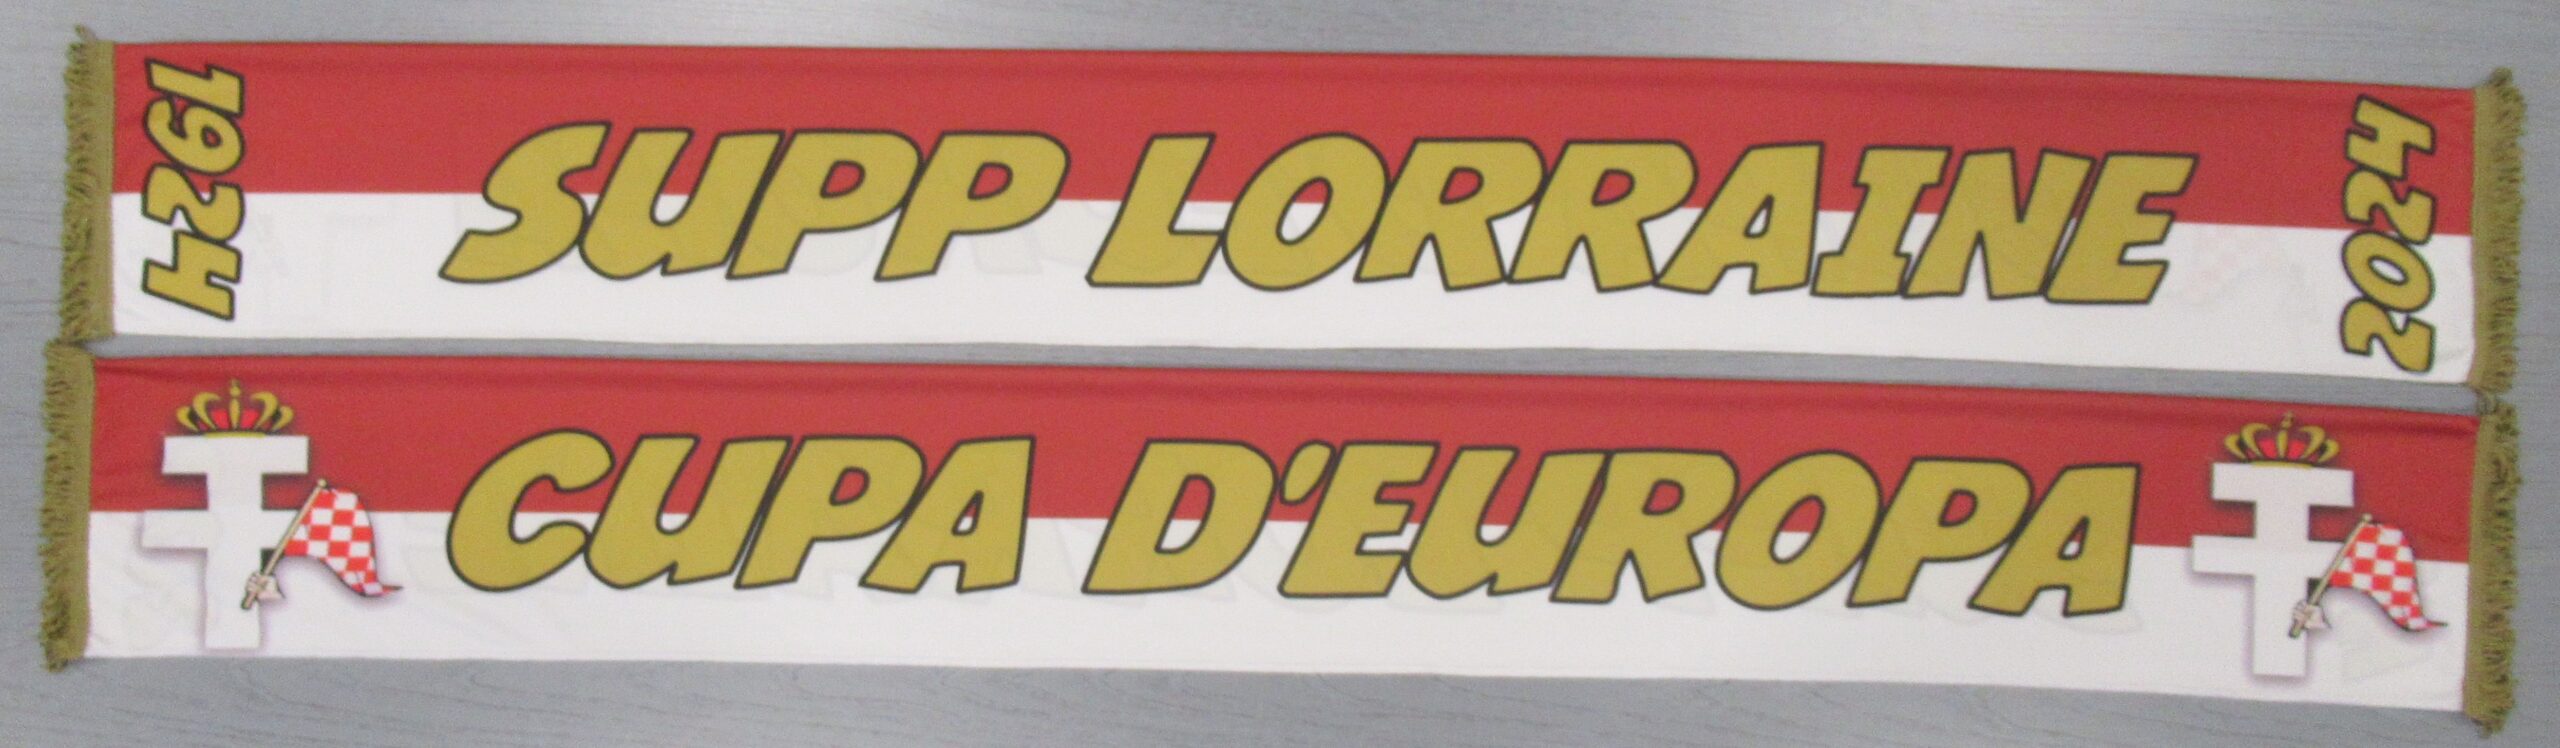 1924
SUPP LORRAINE
2024
CUPA D'EUROPA